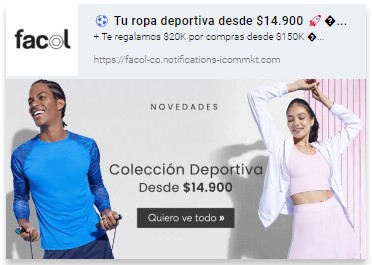 facol
⚽ Tu ropa deportiva desde $14.900 🚀 �...
+ Te regalamos $20K por compras desde $150K �...
https://facol-co.notifications-icommkt.com
NOVEDADES
Colección Deportiva
Desde $14.900
Quiero ve todo »